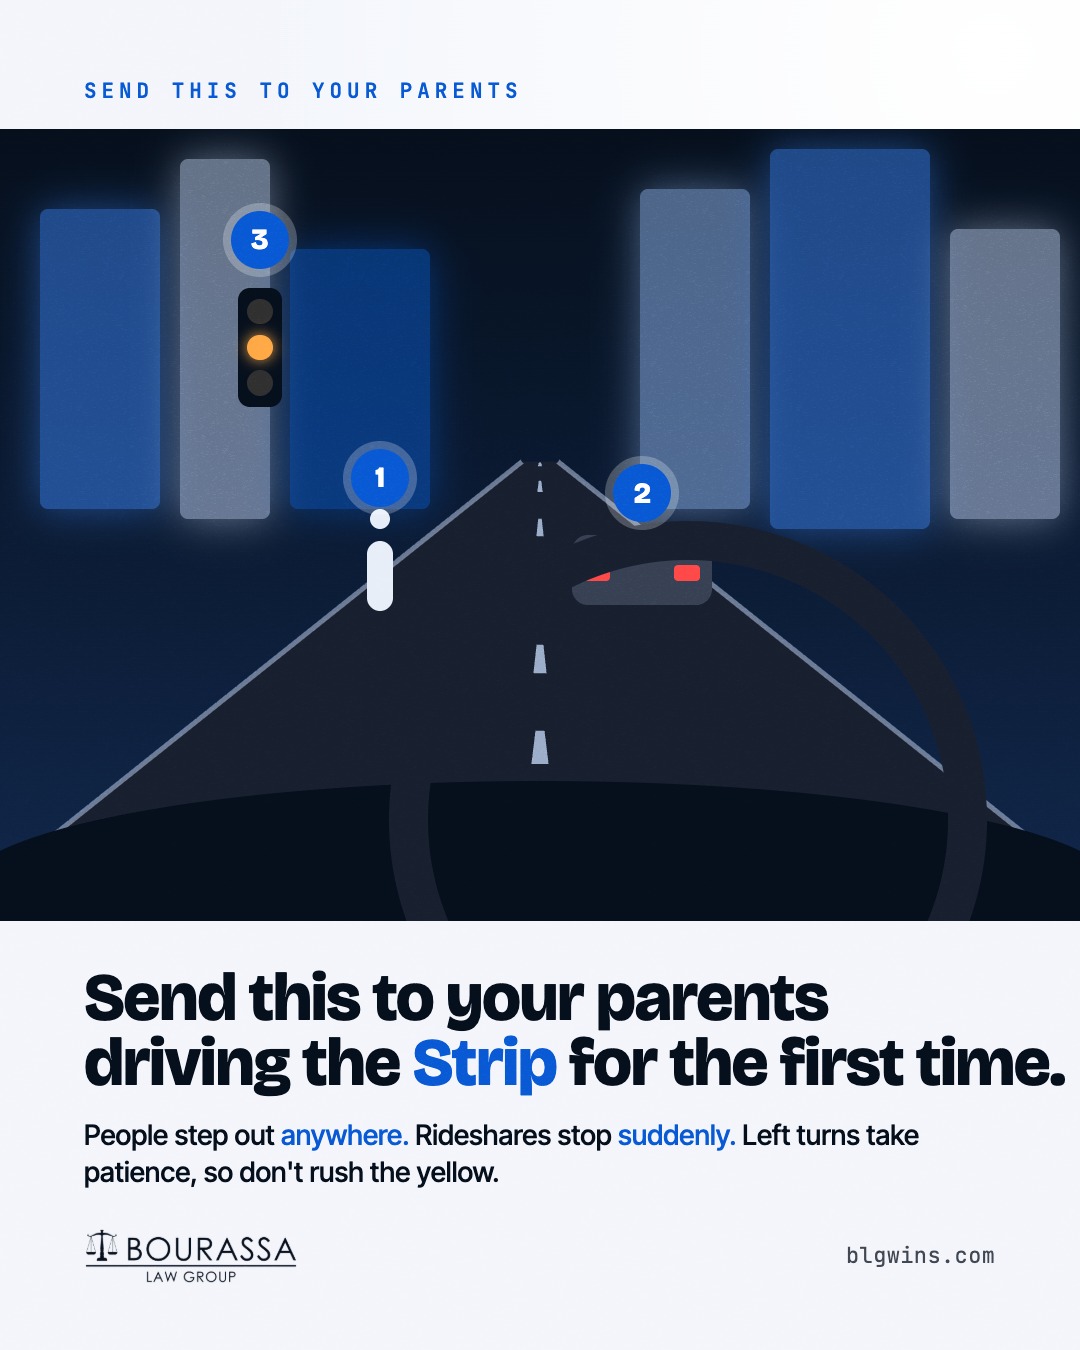 SEND THIS TO YOUR PARENTS
3
1
2
Send this to your parents
driving the Strip for the first time.
People step out anywhere. Rideshares stop suddenly. Left turns take
patience, so don't rush the yellow.
BOURASSA
LAW GROUP
blgwins.com